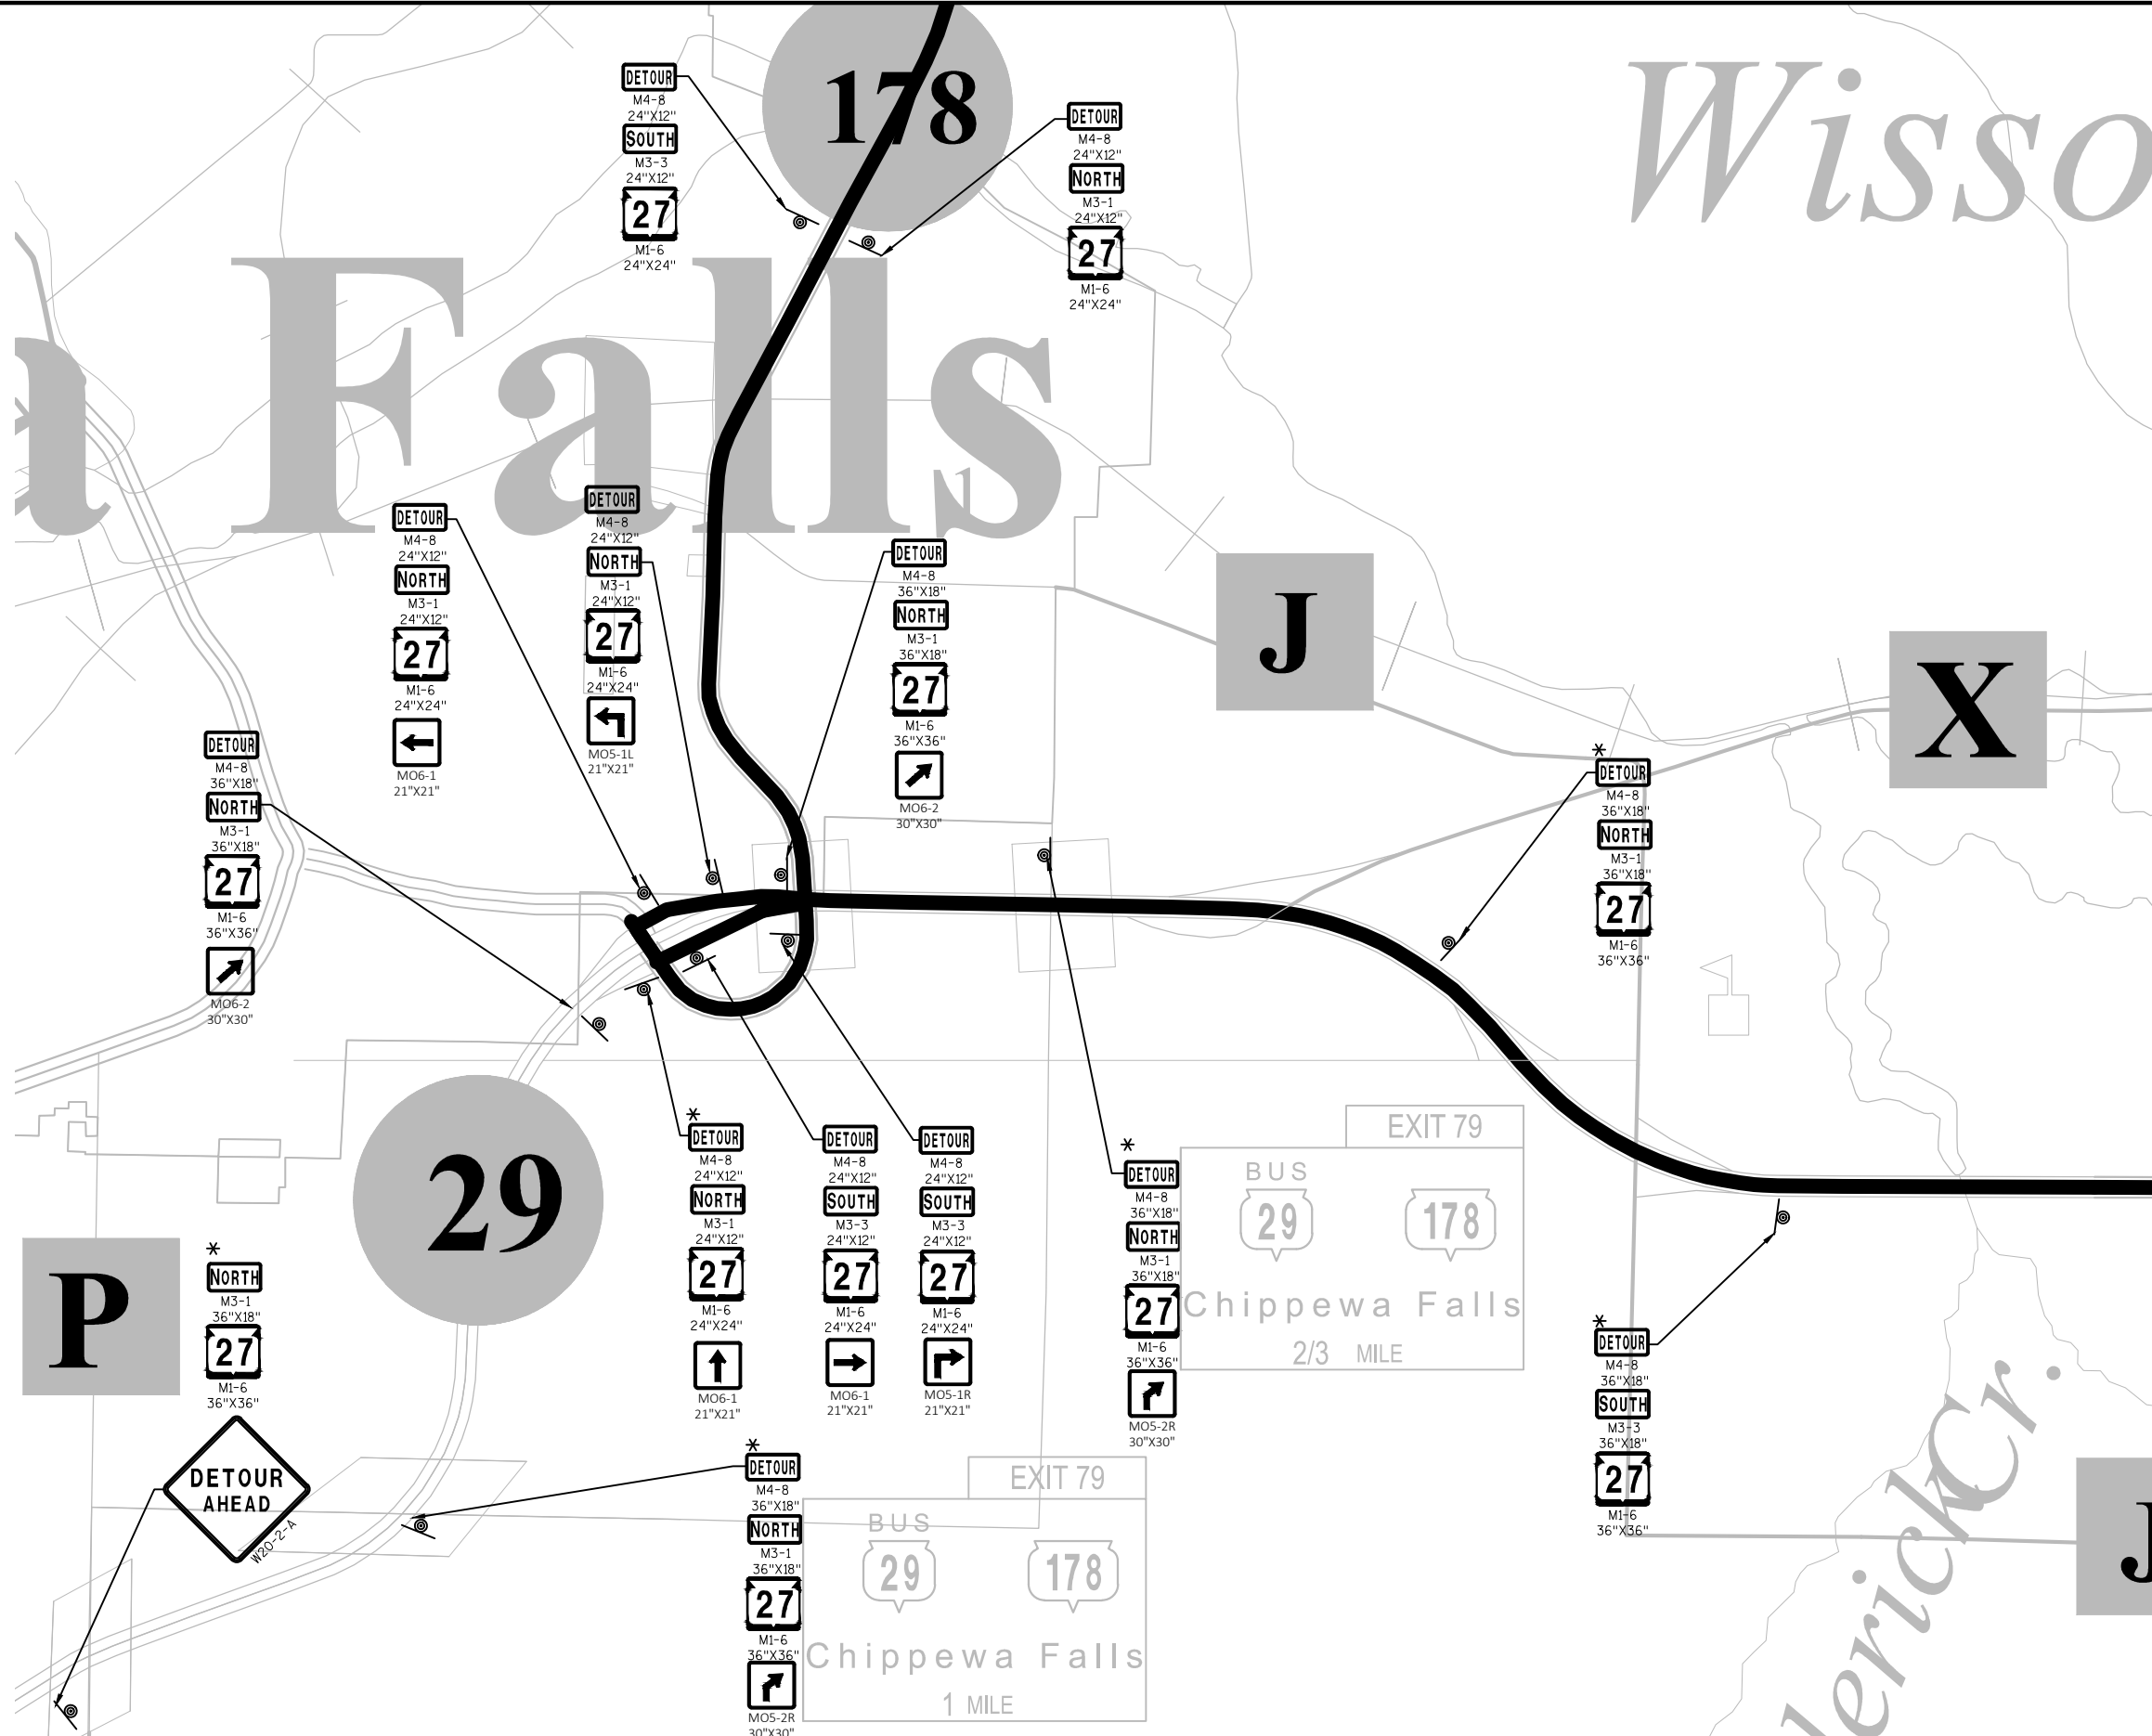 178
Wisso
DETOUR
M4-8
24"X12"
SOUTH
M3-3
24"X12"
27
M1-6
24"X24"
DETOUR
M4-8
24"X12"
NORTH
M3-1
24"X12"
27
M1-6
24"X24"
a Falls
DETOUR
M4-8
24"X12"
NORTH
M3-1
24"X12"
27
M1-6
24"X24"
MO6-1
21"X21"
DETOUR
M4-8
24"X12"
NORTH
M3-1
24"X12"
27
M1-6
24"X24"
MO5-1L
21"X21"
DETOUR
M4-8
36"X18"
NORTH
M3-1
36"X18"
27
M1-6
36"X36"
MO6-2
30"X30"
J
X
DETOUR
M4-8
36"X18"
NORTH
M3-1
36"X18"
27
M1-6
36"X36"
MO6-2
30"X30"
*
DETOUR
M4-8
36"X18"
NORTH
M3-1
36"X18"
27
M1-6
36"X36"
29
P
*
NORTH
M3-1
36"X18"
27
M1-6
36"X36"
DETOUR
AHEAD
W20-2-A
*
DETOUR
M4-8
24"X12"
NORTH
M3-1
24"X12"
27
M1-6
24"X24"
MO6-1
21"X21"
DETOUR
M4-8
24"X12"
SOUTH
M3-3
24"X12"
27
M1-6
24"X24"
MO6-1
21"X21"
DETOUR
M4-8
24"X12"
SOUTH
M3-3
24"X12"
27
M1-6
24"X24"
MO5-1R
21"X21"
*
DETOUR
M4-8
36"X18"
NORTH
M3-1
36"X18"
27
M1-6
36"X36"
MO5-2R
30"X30"
EXIT 79
BUS
29 178
Chippewa Falls
2/3 MILE
*
DETOUR
M4-8
36"X18"
SOUTH
M3-3
36"X18"
27
M1-6
36"X36"
*
DETOUR
M4-8
36"X18"
NORTH
M3-1
36"X18"
27
M1-6
36"X36"
MO5-2R
30"X30"
EXIT 79
BUS
29 178
Chippewa Falls
1 MILE
J
derick Cr.